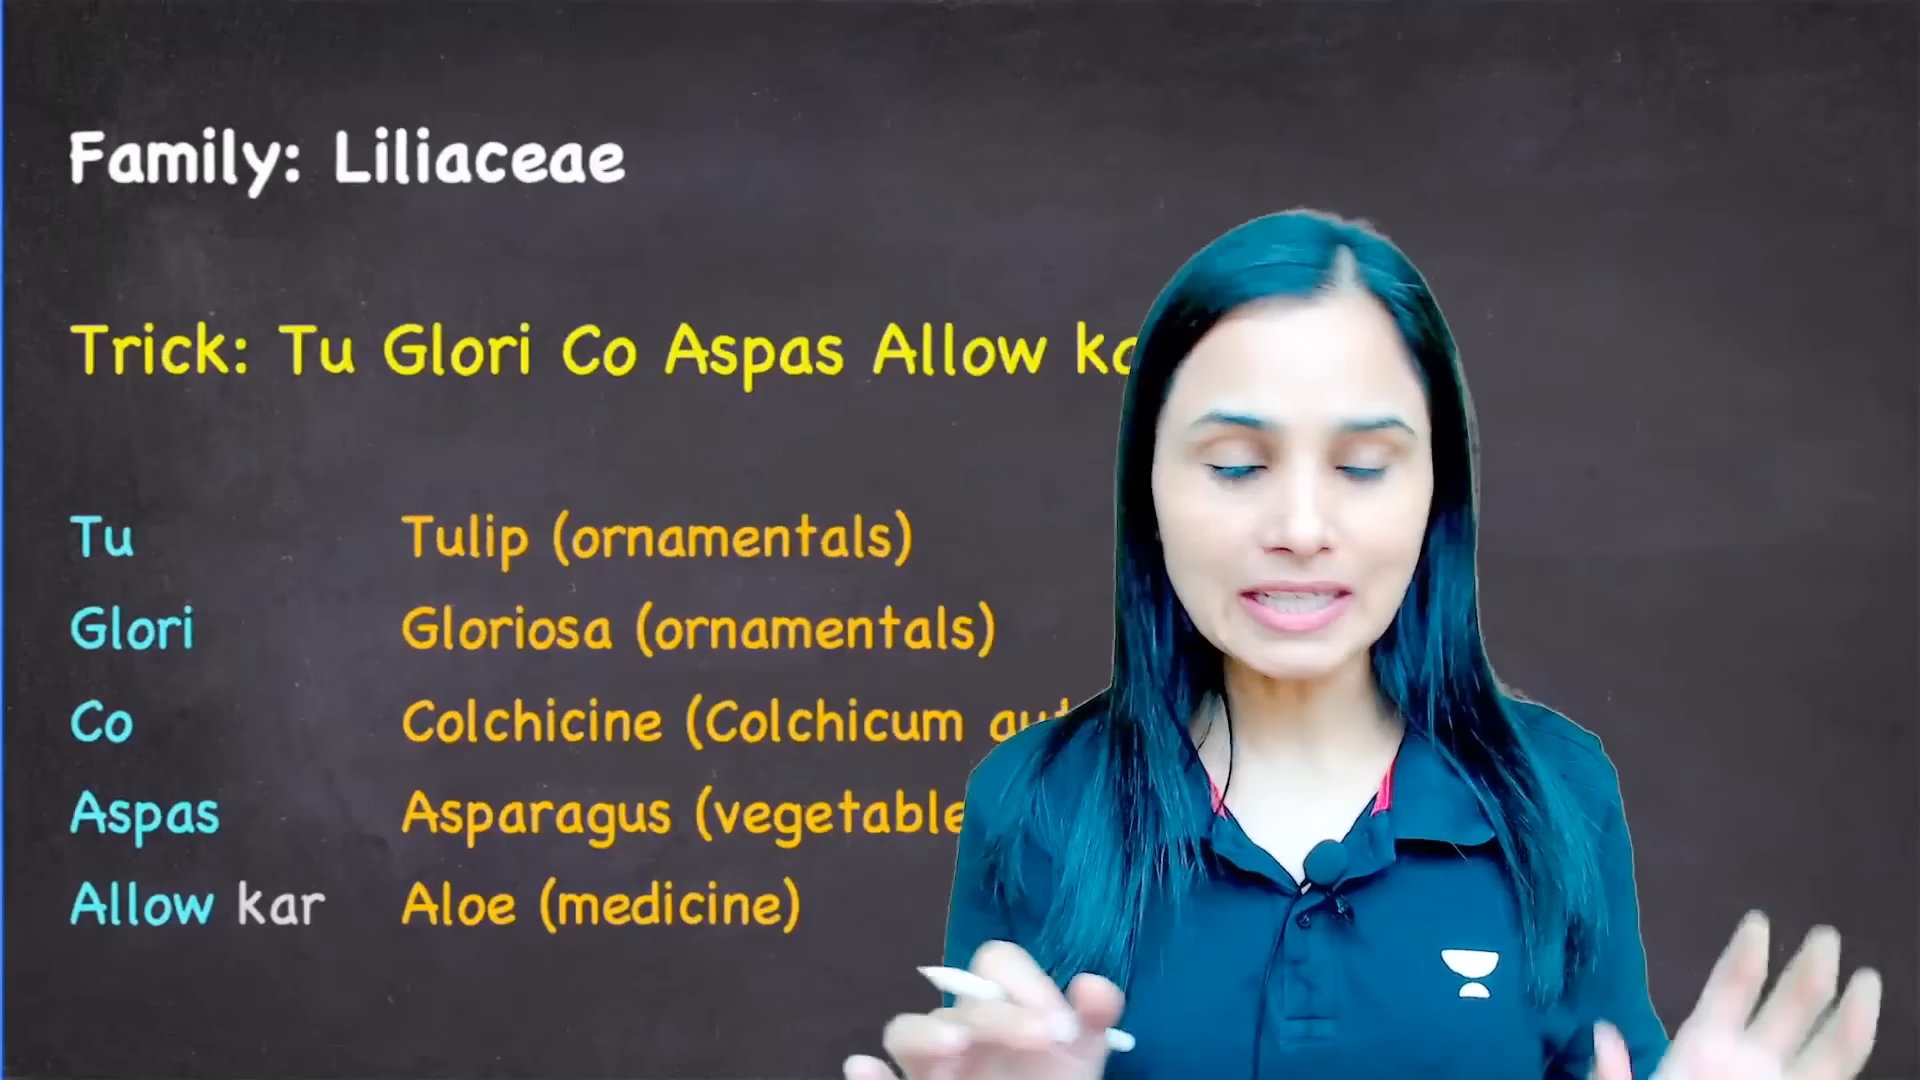 Family: Liliaceae
Trick: Tu Glori Co Aspas Allow
Tu Tulip (ornamentals)
Glori Gloriosa (ornamentals)
Co Colchicine (Colchicum
Aspas Asparagus (vegetable
Allow kar Aloe (medicine)